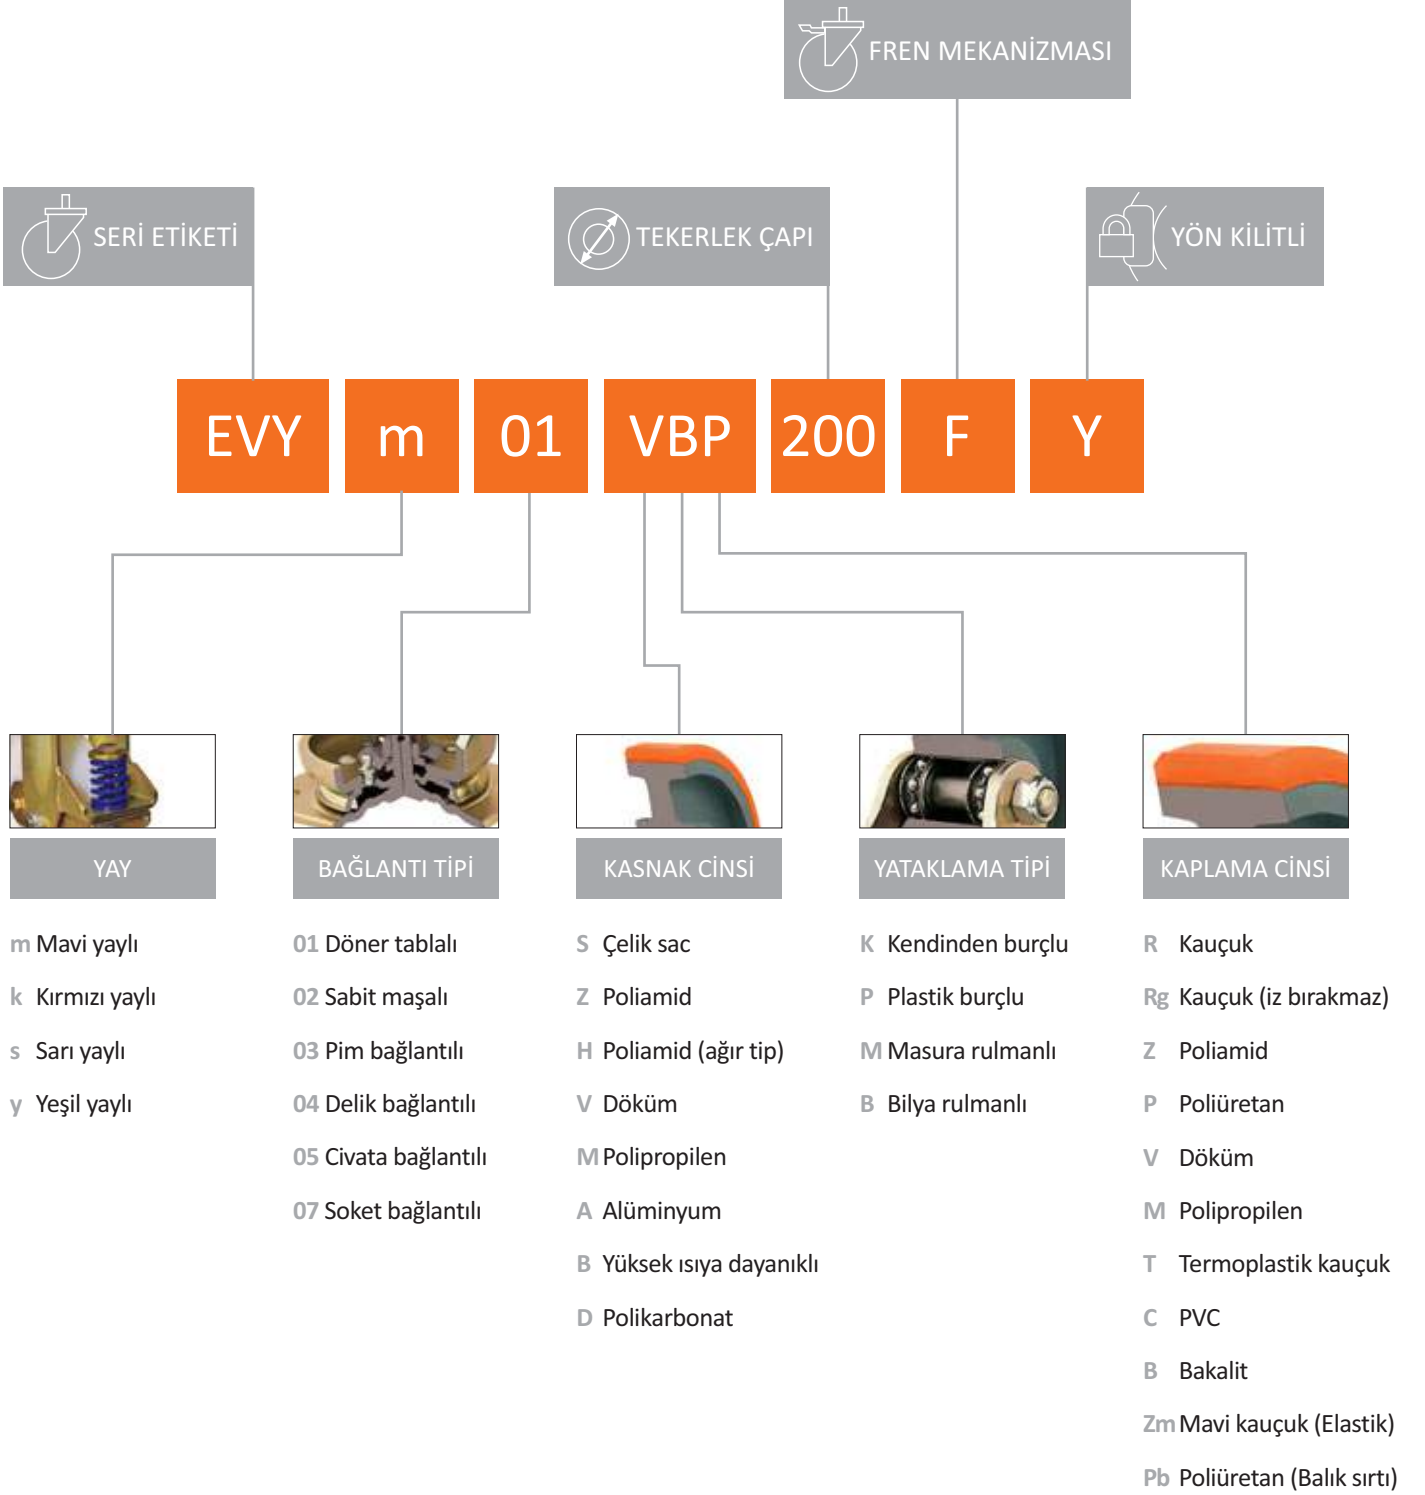 FREN MEKANİZMASI
SERİ ETİKETİ
TEKERLEK ÇAPI
YÖN KİLİTLİ
EVY m 01 VBP 200 F Y
YAY
m Mavi yaylı
k Kırmızı yaylı
s Sarı yaylı
y Yeşil yaylı
BAĞLANTI TİPİ
01 Döner tablalı
02 Sabit maşalı
03 Pim bağlantılı
04 Delik bağlantılı
05 Civata bağlantılı
07 Soket bağlantılı
KASNAK CİNSİ
S Çelik sac
Z Poliamid
H Poliamid (ağır tip)
V Döküm
M Polipropilen
A Alüminyum
B Yüksek ısıya dayanıklı
D Polikarbonat
YATAKLAMA TİPİ
K Kendinden burçlu
P Plastik burçlu
M Masura rulmanlı
B Bilya rulmanlı
KAPLAMA CİNSİ
R Kauçuk
Rg Kauçuk (iz bırakmaz)
Z Poliamid
P Poliüretan
V Döküm
M Polipropilen
T Termoplastik kauçuk
C PVC
B Bakalit
Zm Mavi kauçuk (Elastik)
Pb Poliüretan (Balık sırtı)